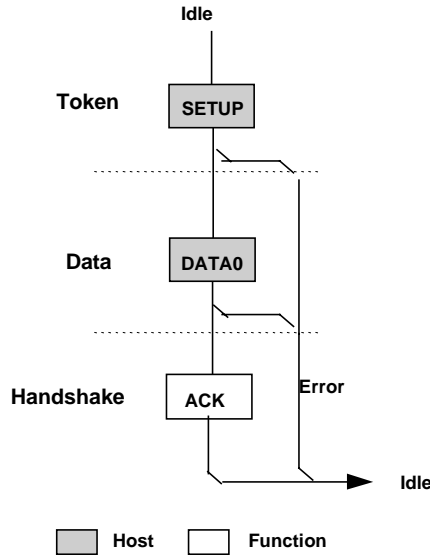 Idle
Token
SETUP
Data
DATA0
Handshake
ACK
Error
Idle
Host
Function